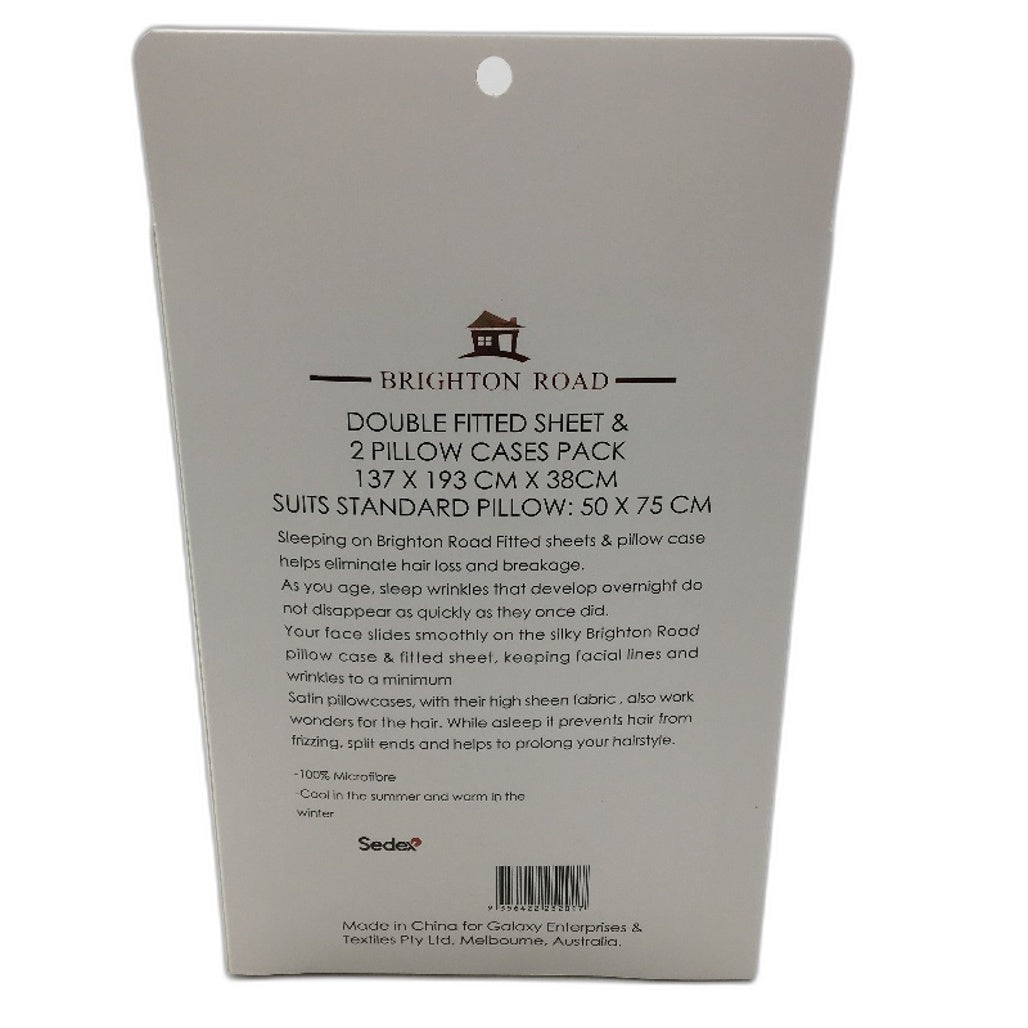 BRIGHTON ROAD
DOUBLE FITTED SHEET &
2 PILLOW CASES PACK
137 X 193 CM X 38CM
SUITS STANDARD PILLOW: 50 X 75 CM
Sleeping on Brighton Road Fitted sheets & pillow case
helps eliminate hair loss and breakage.
As you age, sleep wrinkles that develop overnight do
not disappear as quickly as they once did.
Your face slides smoothly on the silky Brighton Road
pillow case & fitted sheet, keeping facial lines and
wrinkles to a minimum
Satin pillowcases, with their high sheen fabric , also work
wonders for the hair. While asleep it prevents hair from
frizzing, split ends and helps to prolong your hairstyle.
-100% Microfibre
-Cool in the summer and warm in the
winter
Sedex
Made in China for Galaxy Enterprises &
Textiles Pty Ltd, Melbourne, Australia.